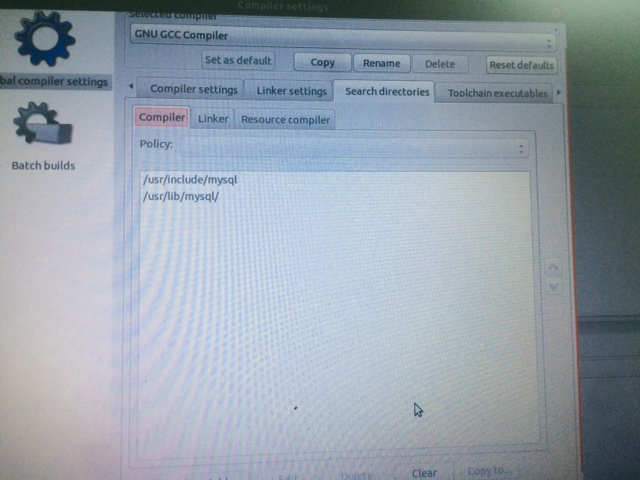 Compiler settings
Selected compiler
GNU GCC Compiler
Set as default
Copy
Rename
Delete
Reset defaults
bal compiler settings
Compiler settings
Linker settings
Search directories
Toolchain executables
Compiler
Linker
Resource compiler
Policy:
Batch builds
/usr/include/mysql
/usr/lib/mysql/
Edit
Delete
Clear
Copy to...